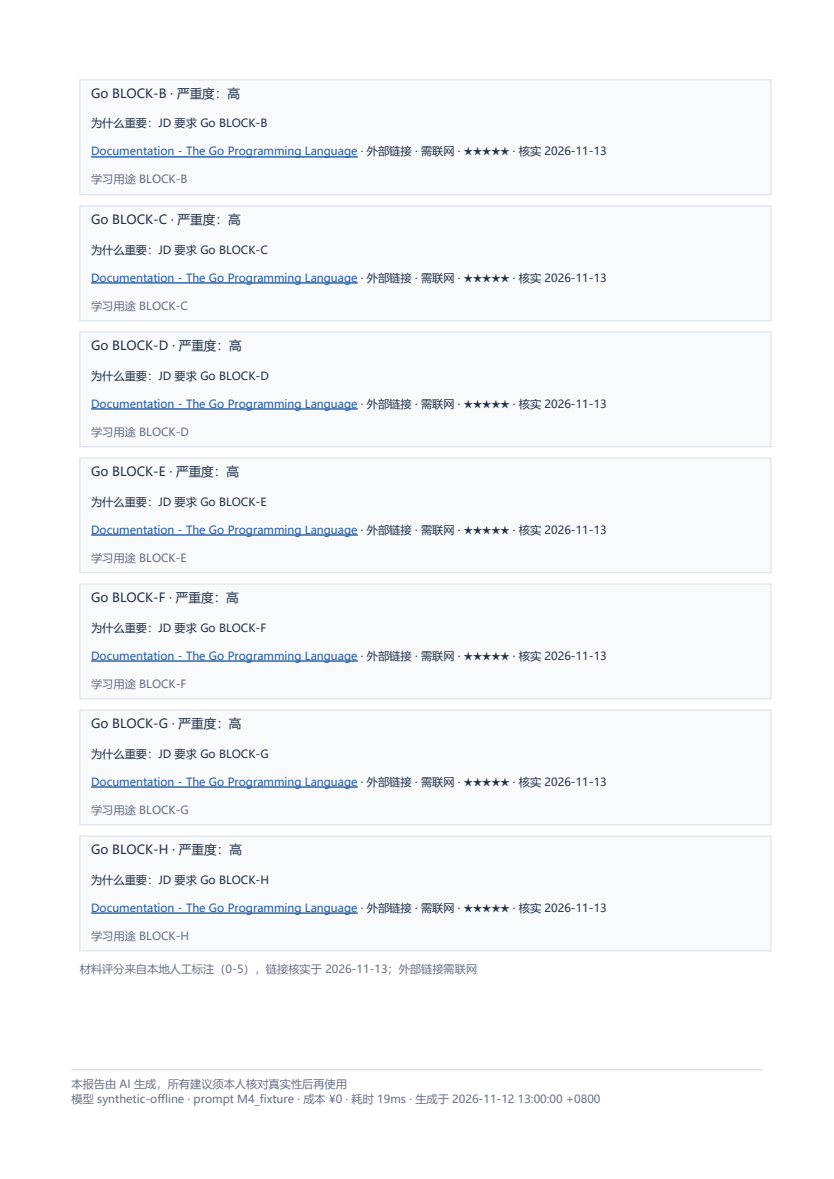 Go BLOCK-B · 严重度：高
为什么重要：JD 要求 Go BLOCK-B
Documentation - The Go Programming Language · 外部链接 · 需联网 · ★★★★★ · 核实 2026-11-13
学习用途 BLOCK-B
Go BLOCK-C · 严重度：高
为什么重要：JD 要求 Go BLOCK-C
Documentation - The Go Programming Language · 外部链接 · 需联网 · ★★★★★ · 核实 2026-11-13
学习用途 BLOCK-C
Go BLOCK-D · 严重度：高
为什么重要：JD 要求 Go BLOCK-D
Documentation - The Go Programming Language · 外部链接 · 需联网 · ★★★★★ · 核实 2026-11-13
学习用途 BLOCK-D
Go BLOCK-E · 严重度：高
为什么重要：JD 要求 Go BLOCK-E
Documentation - The Go Programming Language · 外部链接 · 需联网 · ★★★★★ · 核实 2026-11-13
学习用途 BLOCK-E
Go BLOCK-F · 严重度：高
为什么重要：JD 要求 Go BLOCK-F
Documentation - The Go Programming Language · 外部链接 · 需联网 · ★★★★★ · 核实 2026-11-13
学习用途 BLOCK-F
Go BLOCK-G · 严重度：高
为什么重要：JD 要求 Go BLOCK-G
Documentation - The Go Programming Language · 外部链接 · 需联网 · ★★★★★ · 核实 2026-11-13
学习用途 BLOCK-G
Go BLOCK-H · 严重度：高
为什么重要：JD 要求 Go BLOCK-H
Documentation - The Go Programming Language · 外部链接 · 需联网 · ★★★★★ · 核实 2026-11-13
学习用途 BLOCK-H
材料评分来自本地人工标注（0-5），链接核实于 2026-11-13；外部链接需联网
本报告由 AI 生成，所有建议须本人核对真实性后再使用
模型 synthetic-offline · prompt M4_fixture · 成本 ¥0 · 耗时 19ms · 生成于 2026-11-12 13:00:00 +0800